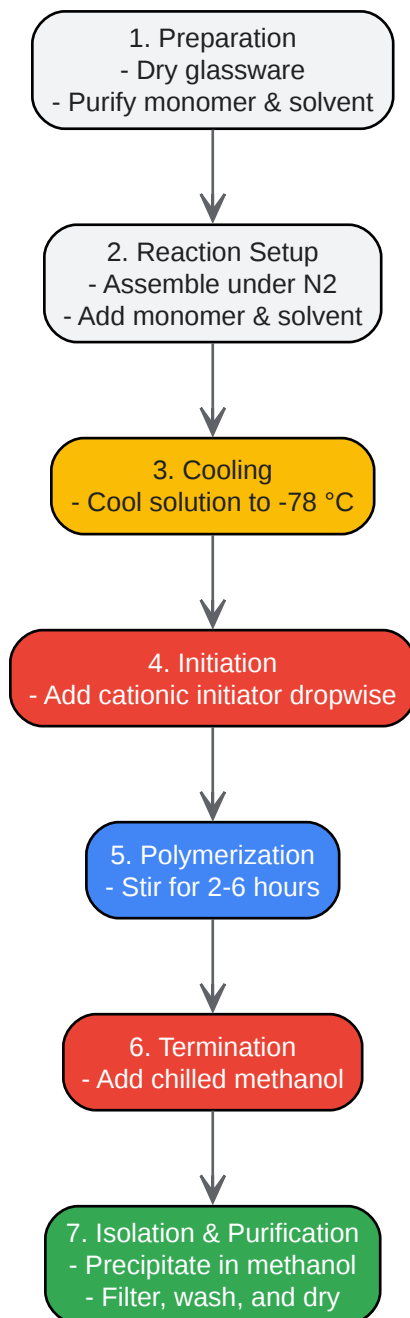 1. Preparation
- Dry glassware
- Purify monomer & solvent
2. Reaction Setup
- Assemble under N2
- Add monomer & solvent
3. Cooling
- Cool solution to -78 °C
4. Initiation
- Add cationic initiator dropwise
5. Polymerization
- Stir for 2-6 hours
6. Termination
- Add chilled methanol
7. Isolation & Purification
- Precipitate in methanol
- Filter, wash, and dry